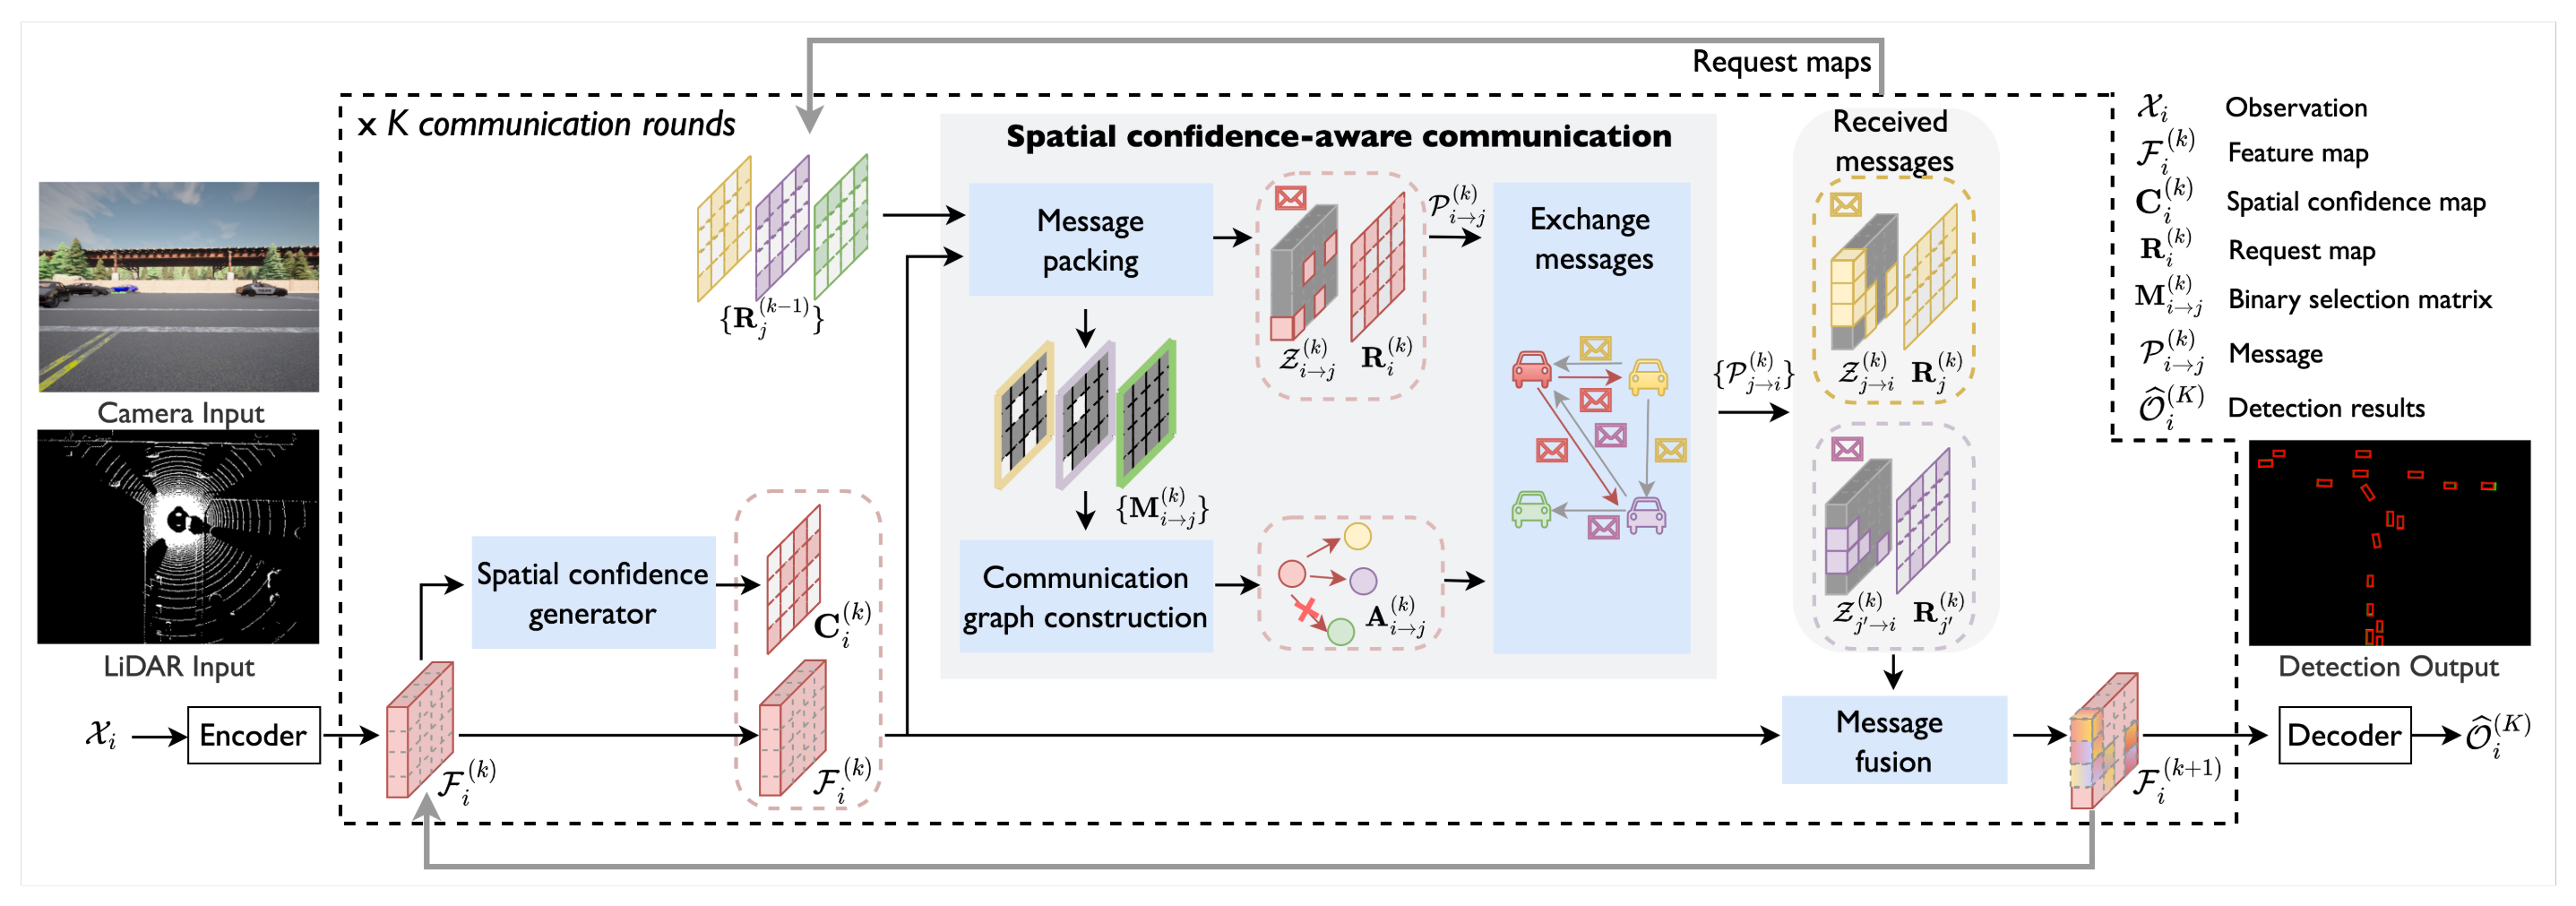 Request maps
x K communication rounds
Spatial confidence-aware communication
Received
messages
Message
packing
Exchange
messages
$\mathcal{P}_{i \to j}^{(k)}$
$\{\mathbf{R}_j^{(k-1)}\}$
$\mathcal{Z}_{i \to j}^{(k)}$ $\mathbf{R}_i^{(k)}$
$\{\mathcal{P}_{j \to i}^{(k)}\}$
$\mathcal{Z}_{j \to i}^{(k)}$ $\mathbf{R}_j^{(k)}$
$\{\mathbf{M}_{i \to j}^{(k)}\}$
Communication
graph construction
$\mathbf{A}_{i \to j}^{(k)}$
$\mathcal{Z}_{j' \to i}^{(k)}$ $\mathbf{R}_{j'}^{(k)}$
Camera Input
LiDAR Input
Spatial confidence
generator
$\mathbf{C}_i^{(k)}$
$\mathcal{X}_i$
Encoder
$\mathcal{F}_i^{(k)}$
$\mathcal{F}_i^{(k)}$
Message
fusion
$\mathcal{F}_i^{(k+1)}$
Decoder
$\widehat{\mathcal{O}}_i^{(K)}$
Detection Output
$\mathcal{X}_i$ Observation
$\mathcal{F}_i^{(k)}$ Feature map
$\mathbf{C}_i^{(k)}$ Spatial confidence map
$\mathbf{R}_i^{(k)}$ Request map
$\mathbf{M}_{i \to j}^{(k)}$ Binary selection matrix
$\mathcal{P}_{i \to j}^{(k)}$ Message
$\widehat{\mathcal{O}}_i^{(K)}$ Detection results